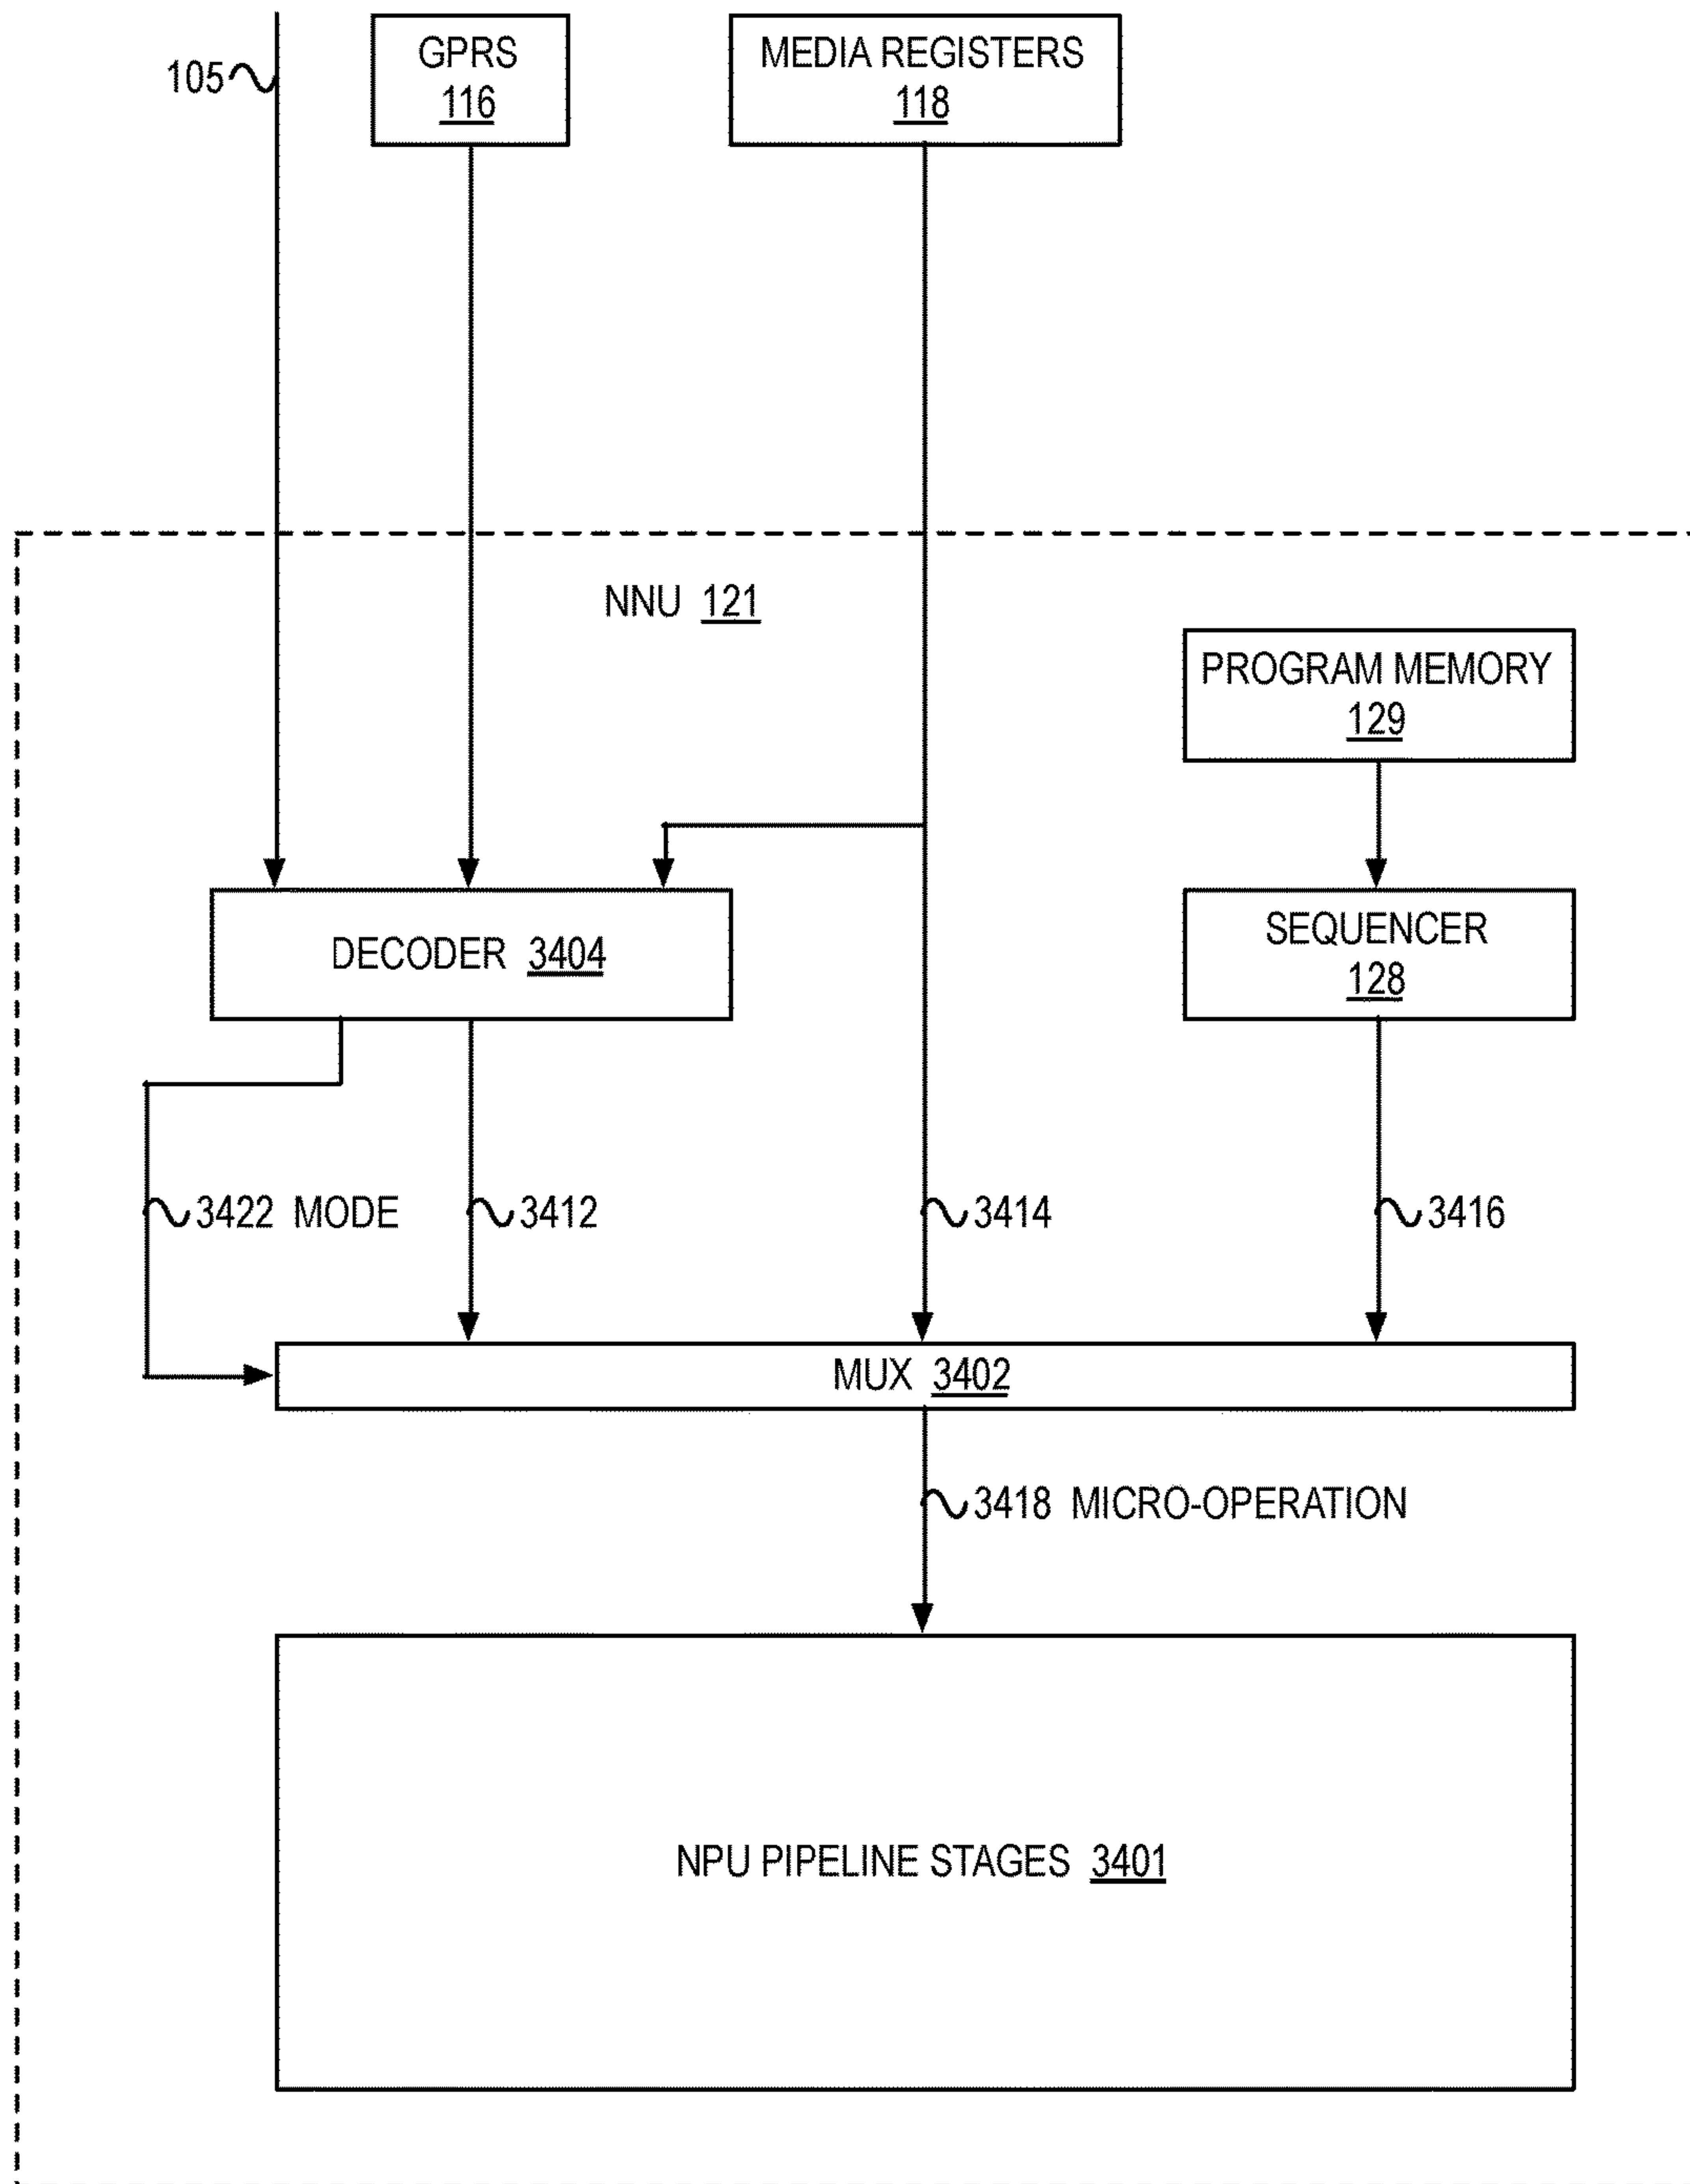 105
GPRS
116
MEDIA REGISTERS
118
NNU 121
PROGRAM MEMORY
129
DECODER 3404
SEQUENCER
128
3422 MODE
3412
3414
3416
MUX 3402
3418 MICRO-OPERATION
NPU PIPELINE STAGES 3401